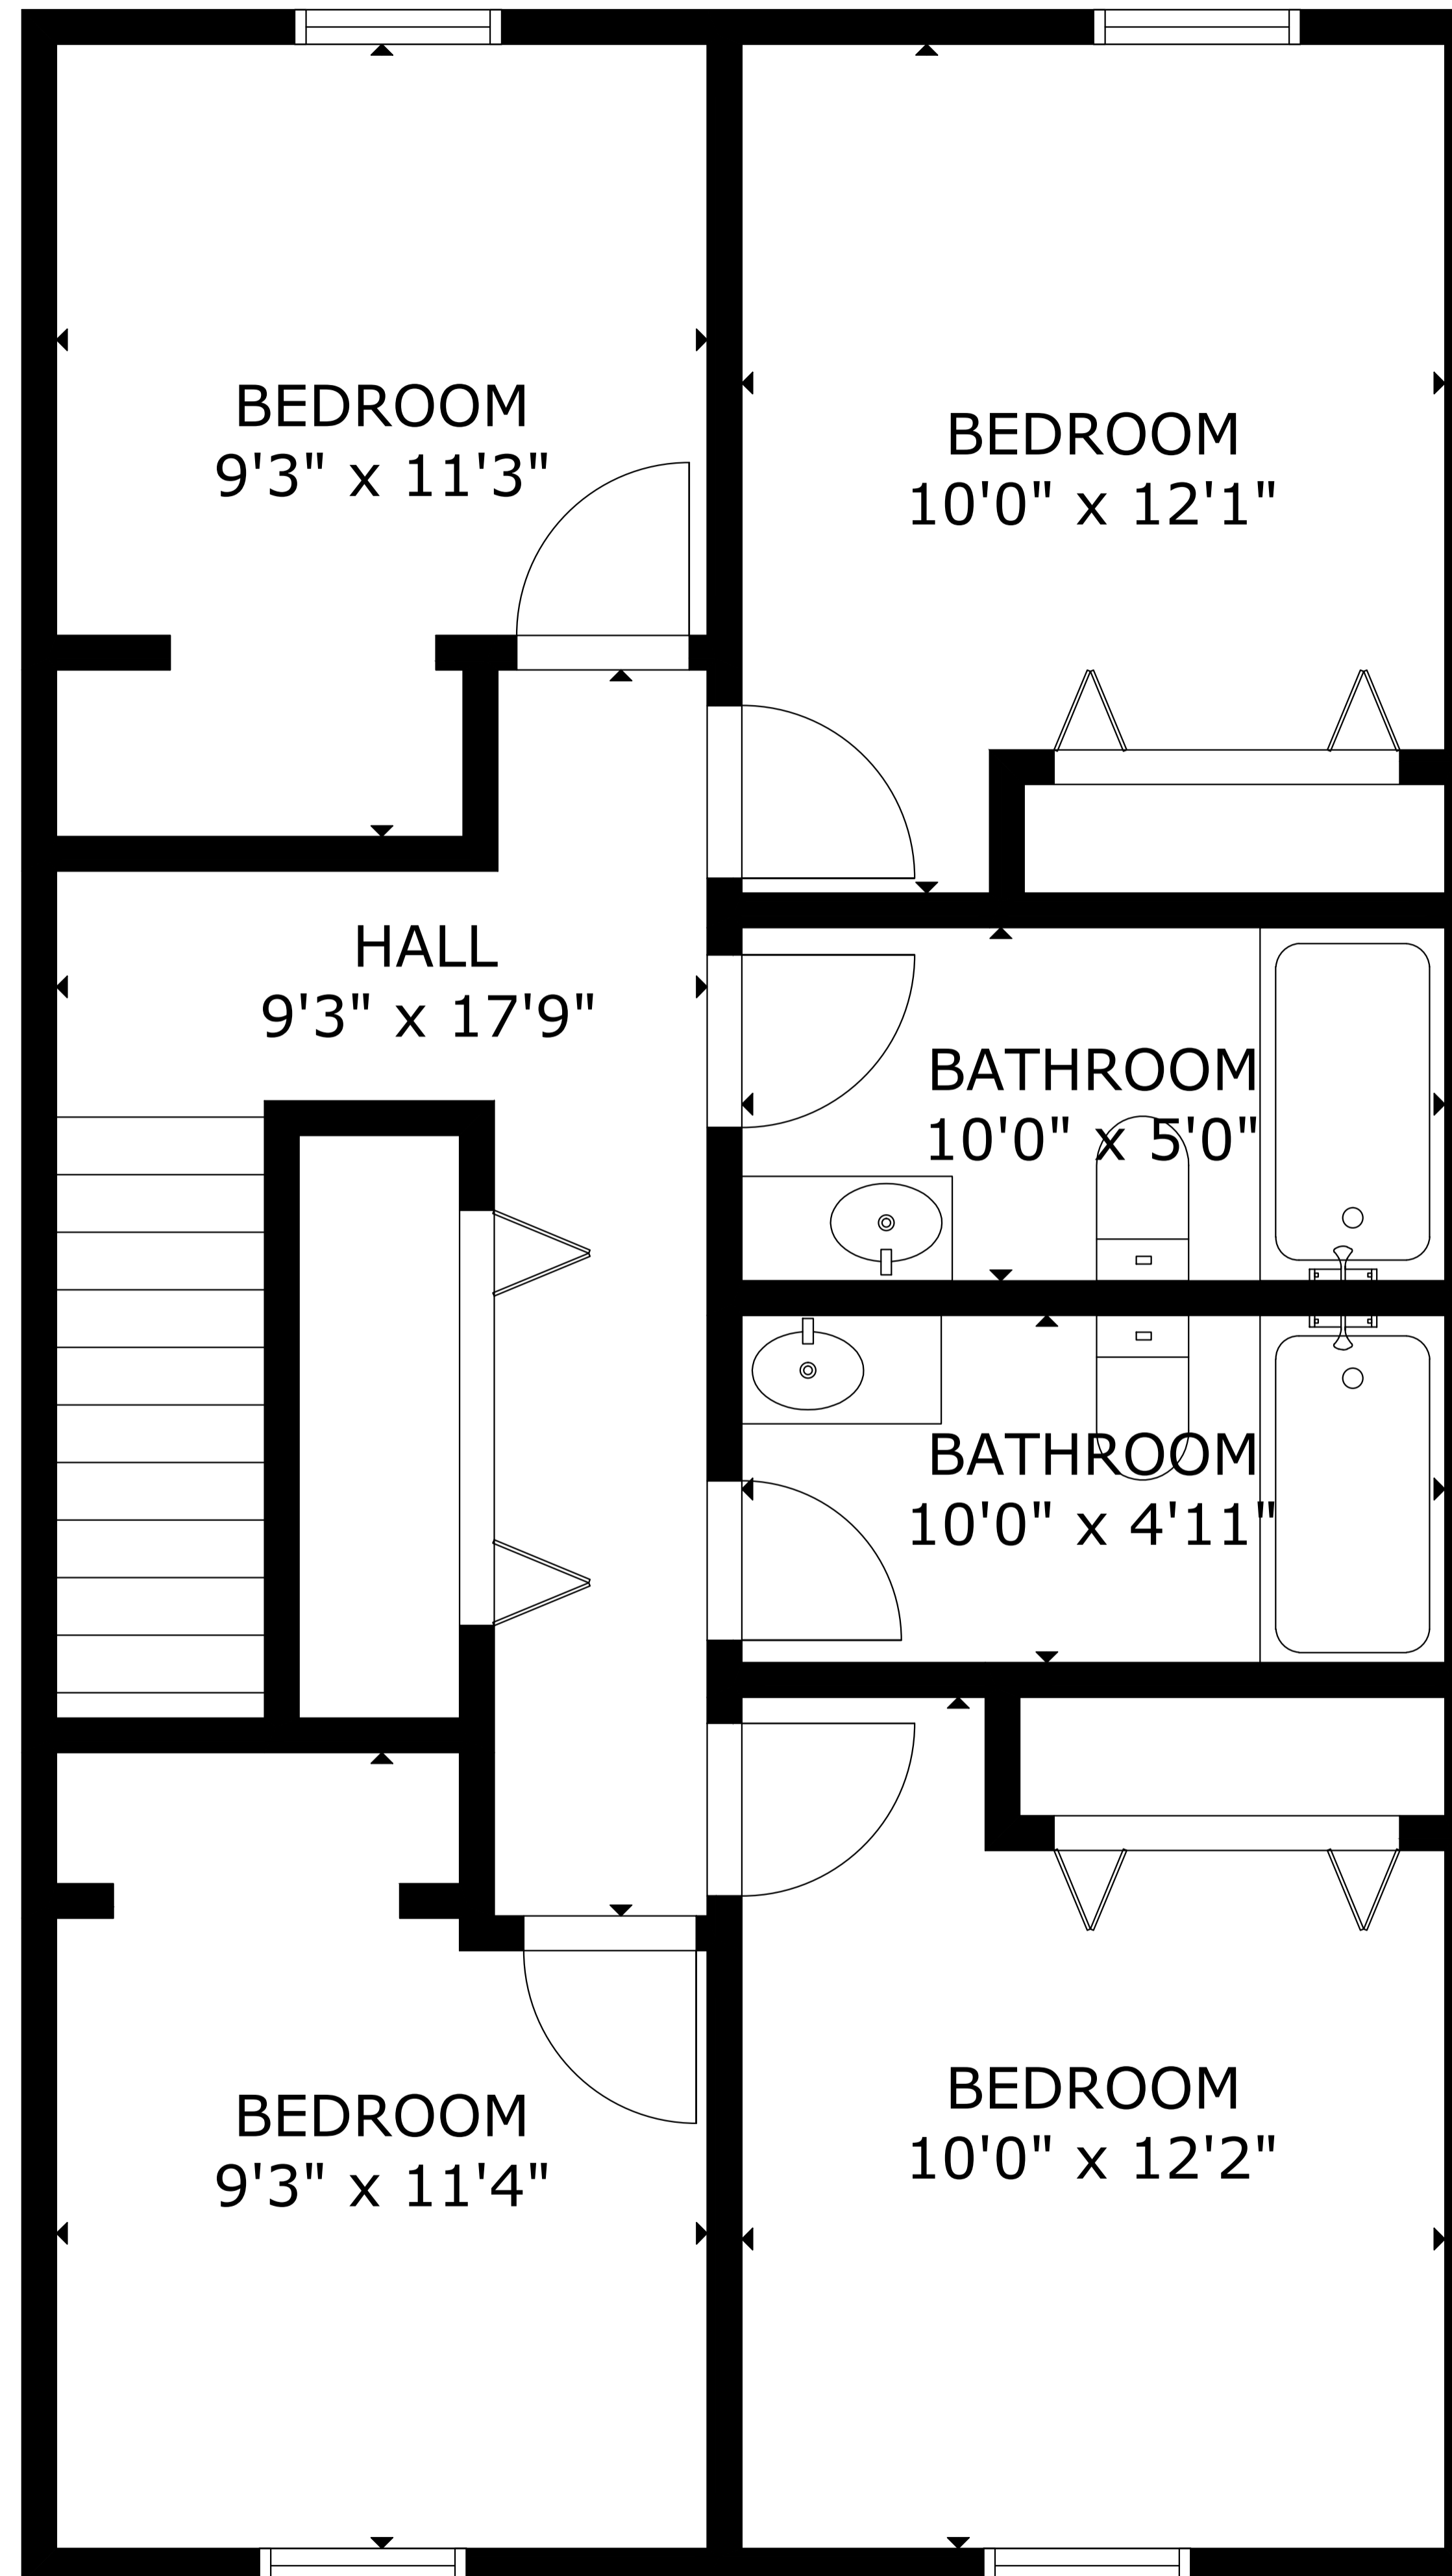 BEDROOM
9'3" x 11'3"
BEDROOM
10'0" x 12'1"
HALL
9'3" x 17'9"
BATHROOM
10'0" x 5'0"
BATHROOM
10'0" x 4'11"
BEDROOM
9'3" x 11'4"
BEDROOM
10'0" x 12'2"